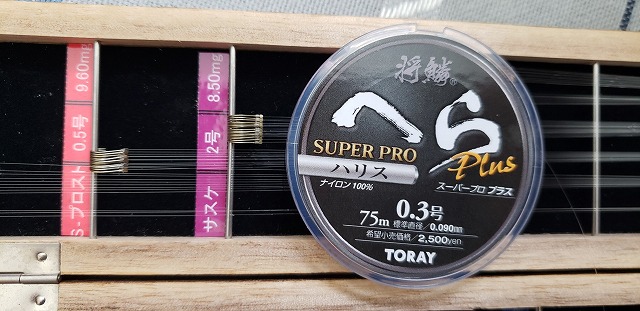 S-プロスト 0.5号 9.60mg
サスケ 2号 8.50mg
将鱗®
へら
SUPER PRO Plus
ハリス
ナイロン100%
スーパープロ プラス
75m 0.3号
標準直径/0.090mm
希望小売価格/2,500yen
TORAY